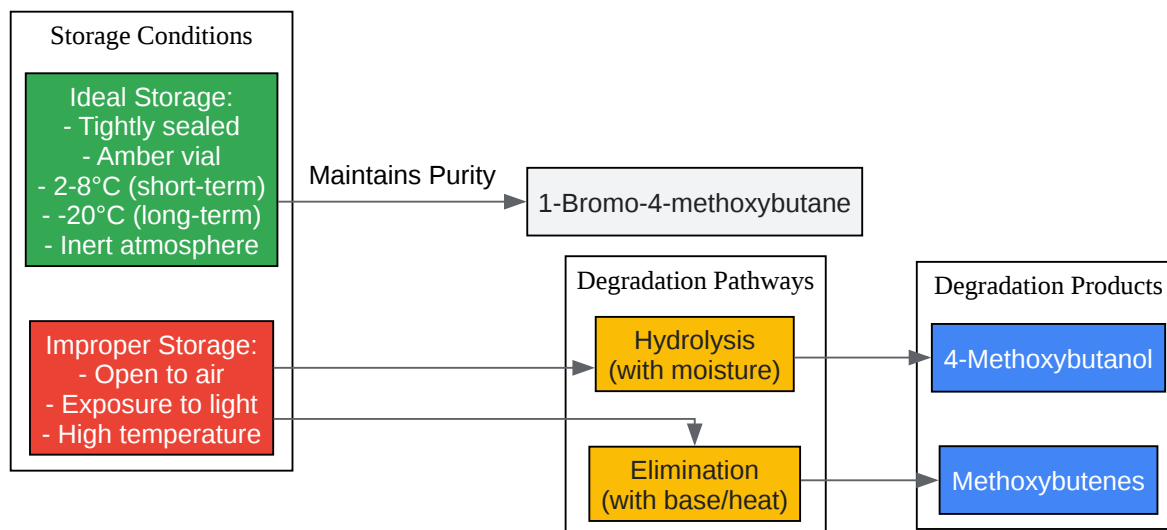 Storage Conditions
Ideal Storage:
- Tightly sealed
- Amber vial
- 2-8°C (short-term)
- -20°C (long-term)
- Inert atmosphere
Maintains Purity
1-Bromo-4-methoxybutane
Improper Storage:
- Open to air
- Exposure to light
- High temperature
Degradation Pathways
Hydrolysis
(with moisture)
Elimination
(with base/heat)
Degradation Products
4-Methoxybutanol
Methoxybutenes